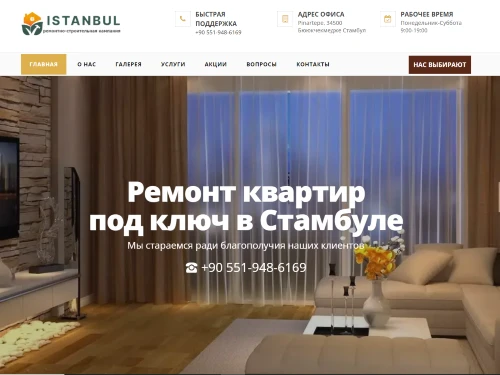 ISTANBUL
ремонтно-строительная кампания
БЫСТРАЯ
ПОДДЕРЖКА
+90 551-948-6169
АДРЕС ОФИСА
Pinartepe, 34500
Бююкчекмедже Стамбул
РАБОЧЕЕ ВРЕМЯ
Понедельник-Суббота
9:00-19:00
ГЛАВНАЯ О НАС ГАЛЕРЕЯ УСЛУГИ АКЦИИ ВОПРОСЫ КОНТАКТЫ НАС ВЫБИРАЮТ
Ремонт квартир
под ключ в Стамбуле
Мы стараемся ради благополучия наших клиентов
+90 551-948-6169